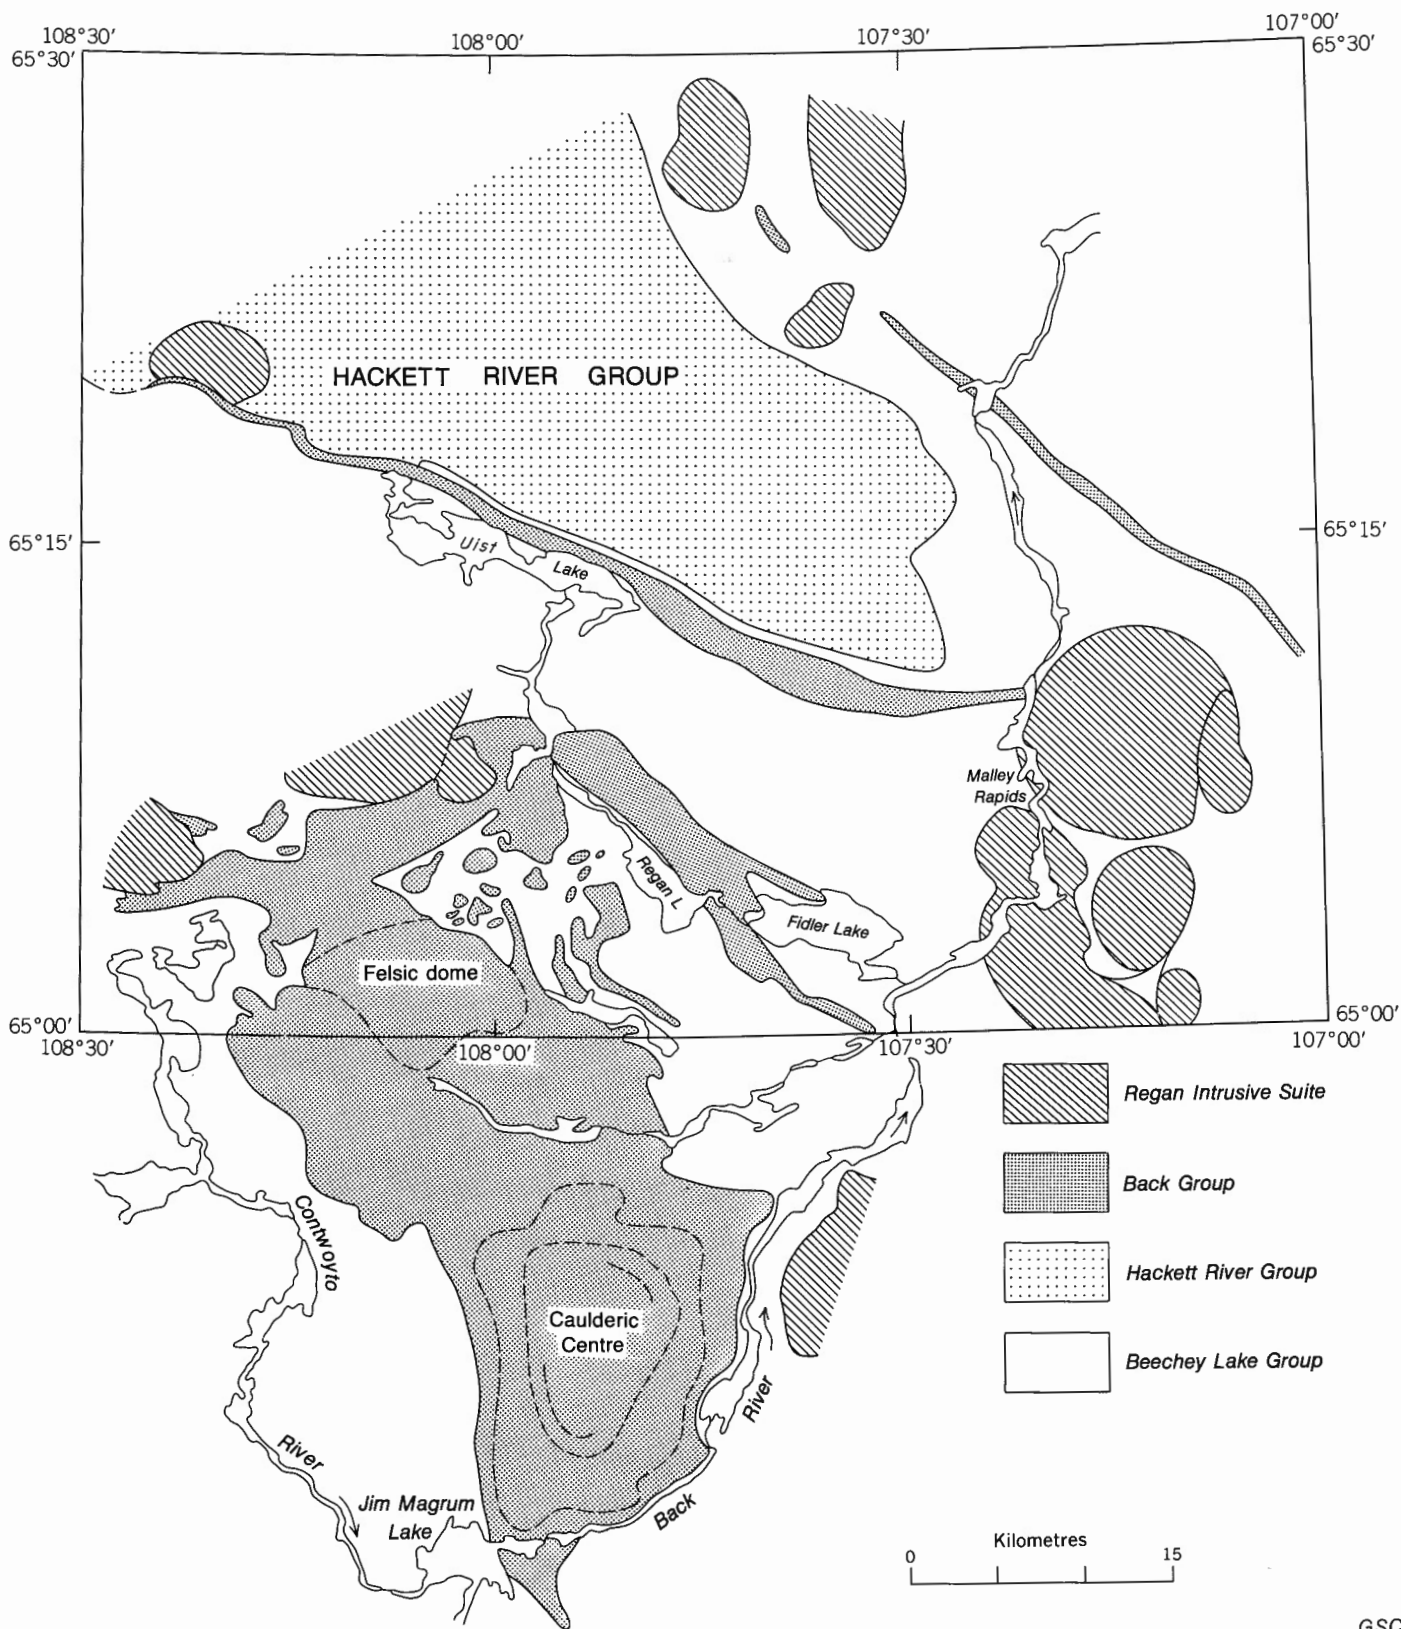 108°30′
108°00′
107°30′
107°00′
65°30′
65°30′
HACKETT RIVER GROUP
65°15′
65°15′
Uist
Lake
Malley
Rapids
Regan L
Fidler Lake
Felsic dome
65°00′
65°00′
108°30′
108°00′
107°30′
107°00′
Regan Intrusive Suite
Back Group
Hackett River Group
Beechey Lake Group
Contwoyto
River
Caulderic
Centre
River
Back
Jim Magrum
Lake
Kilometres
0 15
GSC